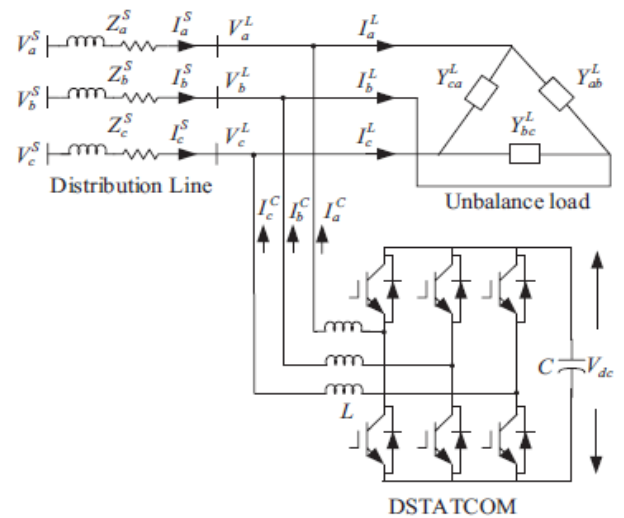 Z_a^S I_a^S V_a^L I_a^L
V_a^S
Z_b^S I_b^S V_b^L I_b^L Y_ca^L Y_ab^L
V_b^S
Z_c^S I_c^S V_c^L I_c^L Y_bc^L
V_c^S
Distribution Line
Unbalance load
I_c^C I_b^C I_a^C
C V_dc
L
DSTATCOM